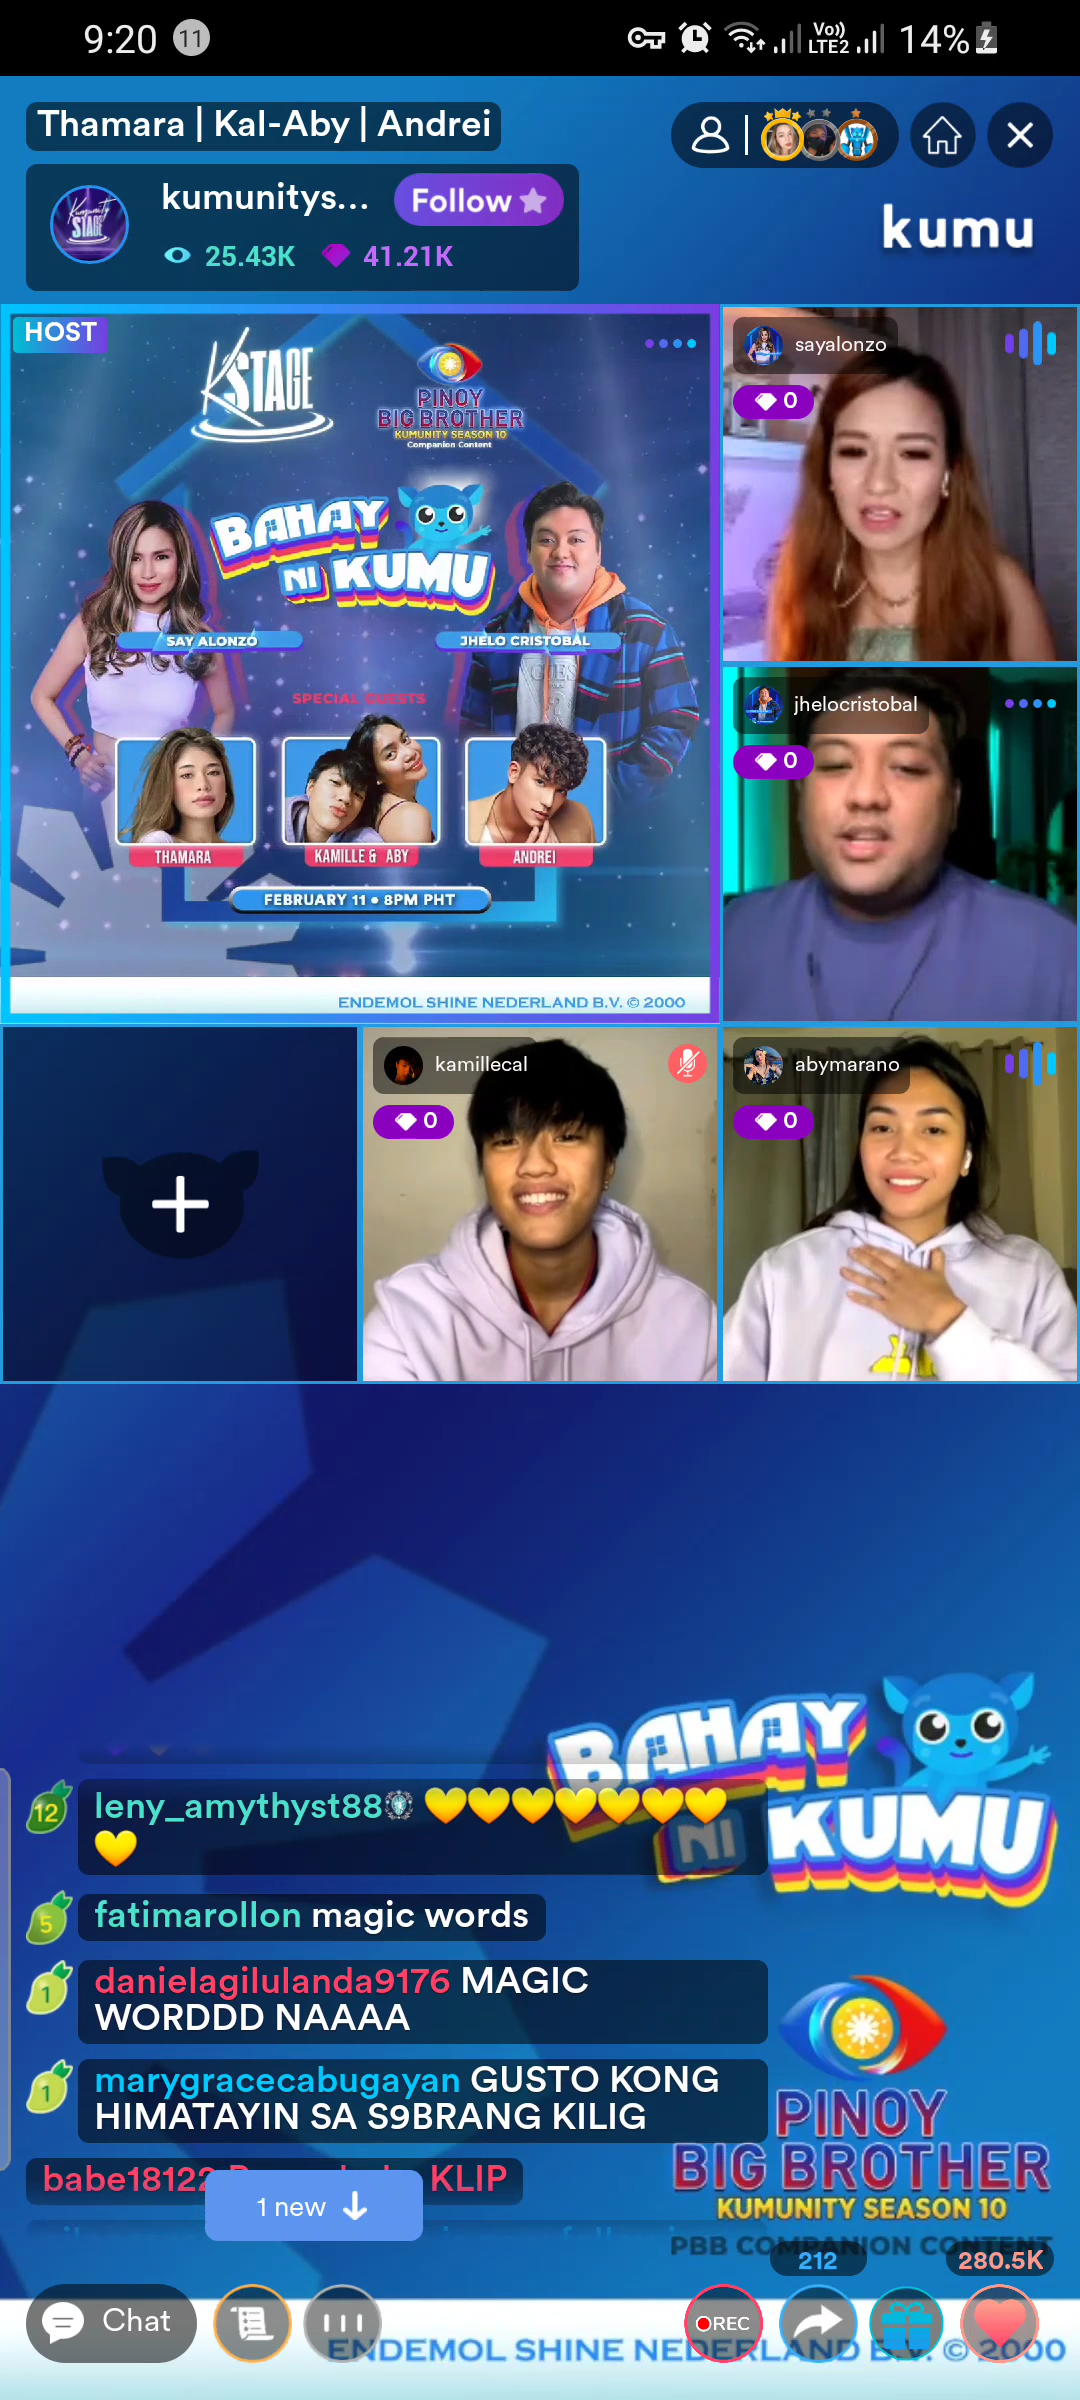 9:20 11 Vo)) LTE2 14%
Thamara | Kal-Aby | Andrei
kumunitys... Follow
Kumunity STAGE
25.43K 41.21K
kumu
HOST
KSTAGE
PINOY
BIG BROTHER
KUMUNITY SEASON 10
Companion Content
BAHAY
NI KUMU
SAY ALONZO
JHELO CRISTOBAL
SPECIAL GUESTS
THAMARA
KAMILLE & ABY
ANDREI
FEBRUARY 11 • 8PM PHT
ENDEMOL SHINE NEDERLAND B.V. © 2000
sayalonzo
0
jhelocristobal
0
kamillecal
0
abymarano
0
BAHAY
NI KUMU
12 leny_amythyst88 💛💛💛💛💛💛💛
💛
5 fatimarollon magic words
1 danielagilulanda9176 MAGIC
WORDDD NAAAA
1 marygracecabugayan GUSTO KONG
HIMATAYIN SA S9BRANG KILIG
KLIP
1 new
PINOY
BIG BROTHER
KUMUNITY SEASON 10
PBB COMPANION CONTENT
212 280.5K
Chat REC
ENDEMOL SHINE NEDERLAND B.V. © 2000